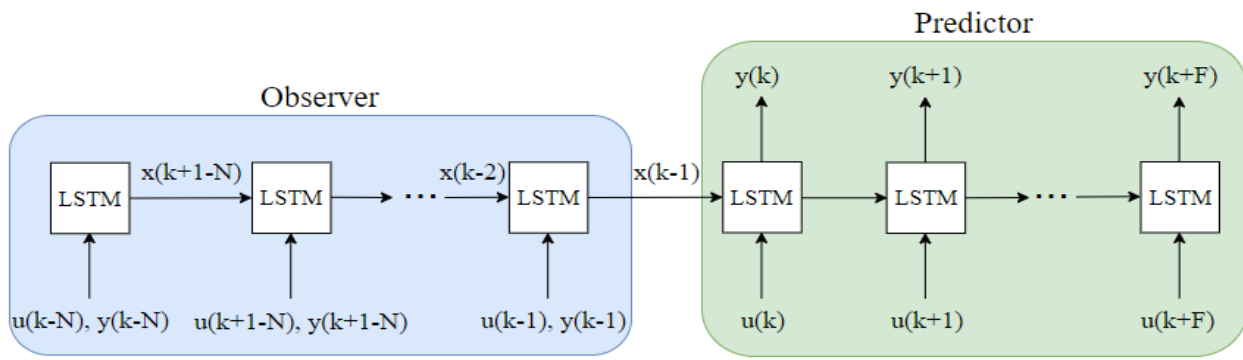 Predictor
Observer
y(k) y(k+1) y(k+F)
x(k+1-N) x(k-2) x(k-1)
LSTM LSTM ··· LSTM LSTM LSTM ··· LSTM
u(k-N), y(k-N) u(k+1-N), y(k+1-N) u(k-1), y(k-1) u(k) u(k+1) u(k+F)